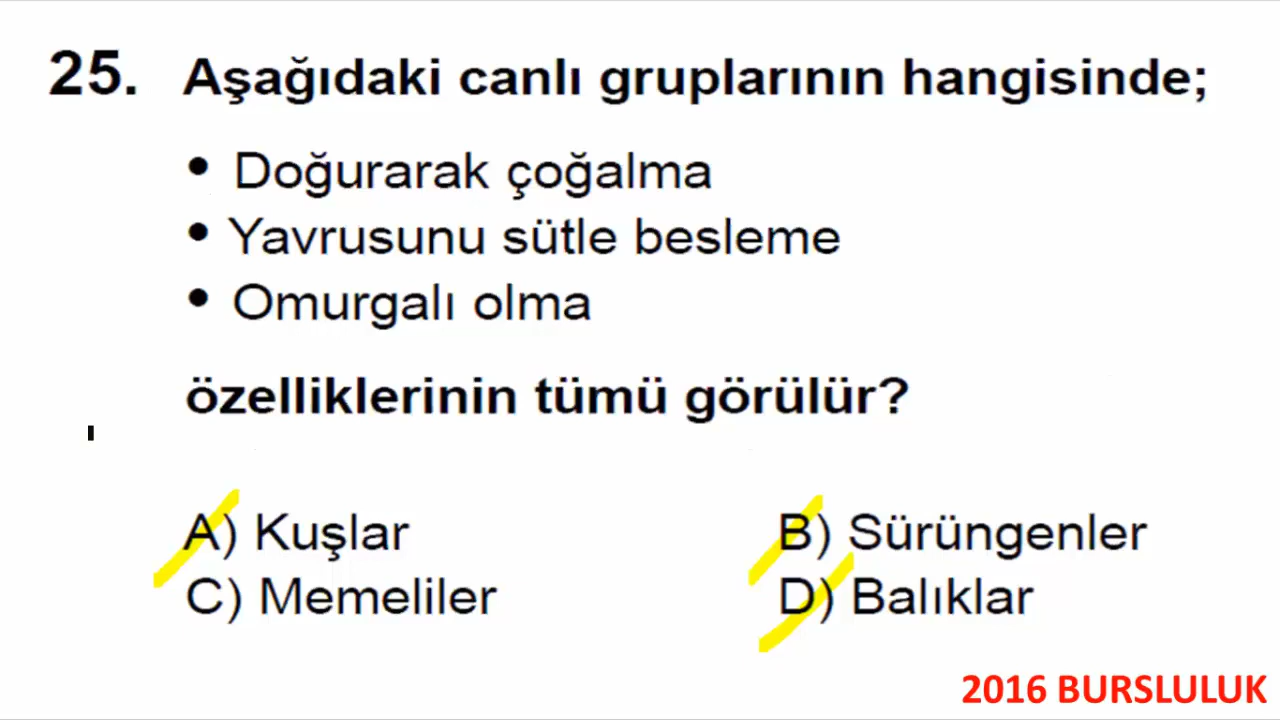 25. Aşağıdaki canlı gruplarının hangisinde;
• Doğurarak çoğalma
• Yavrusunu sütle besleme
• Omurgalı olma
özelliklerinin tümü görülür?
A) Kuşlar B) Sürüngenler
C) Memeliler D) Balıklar
2016 BURSLULUK